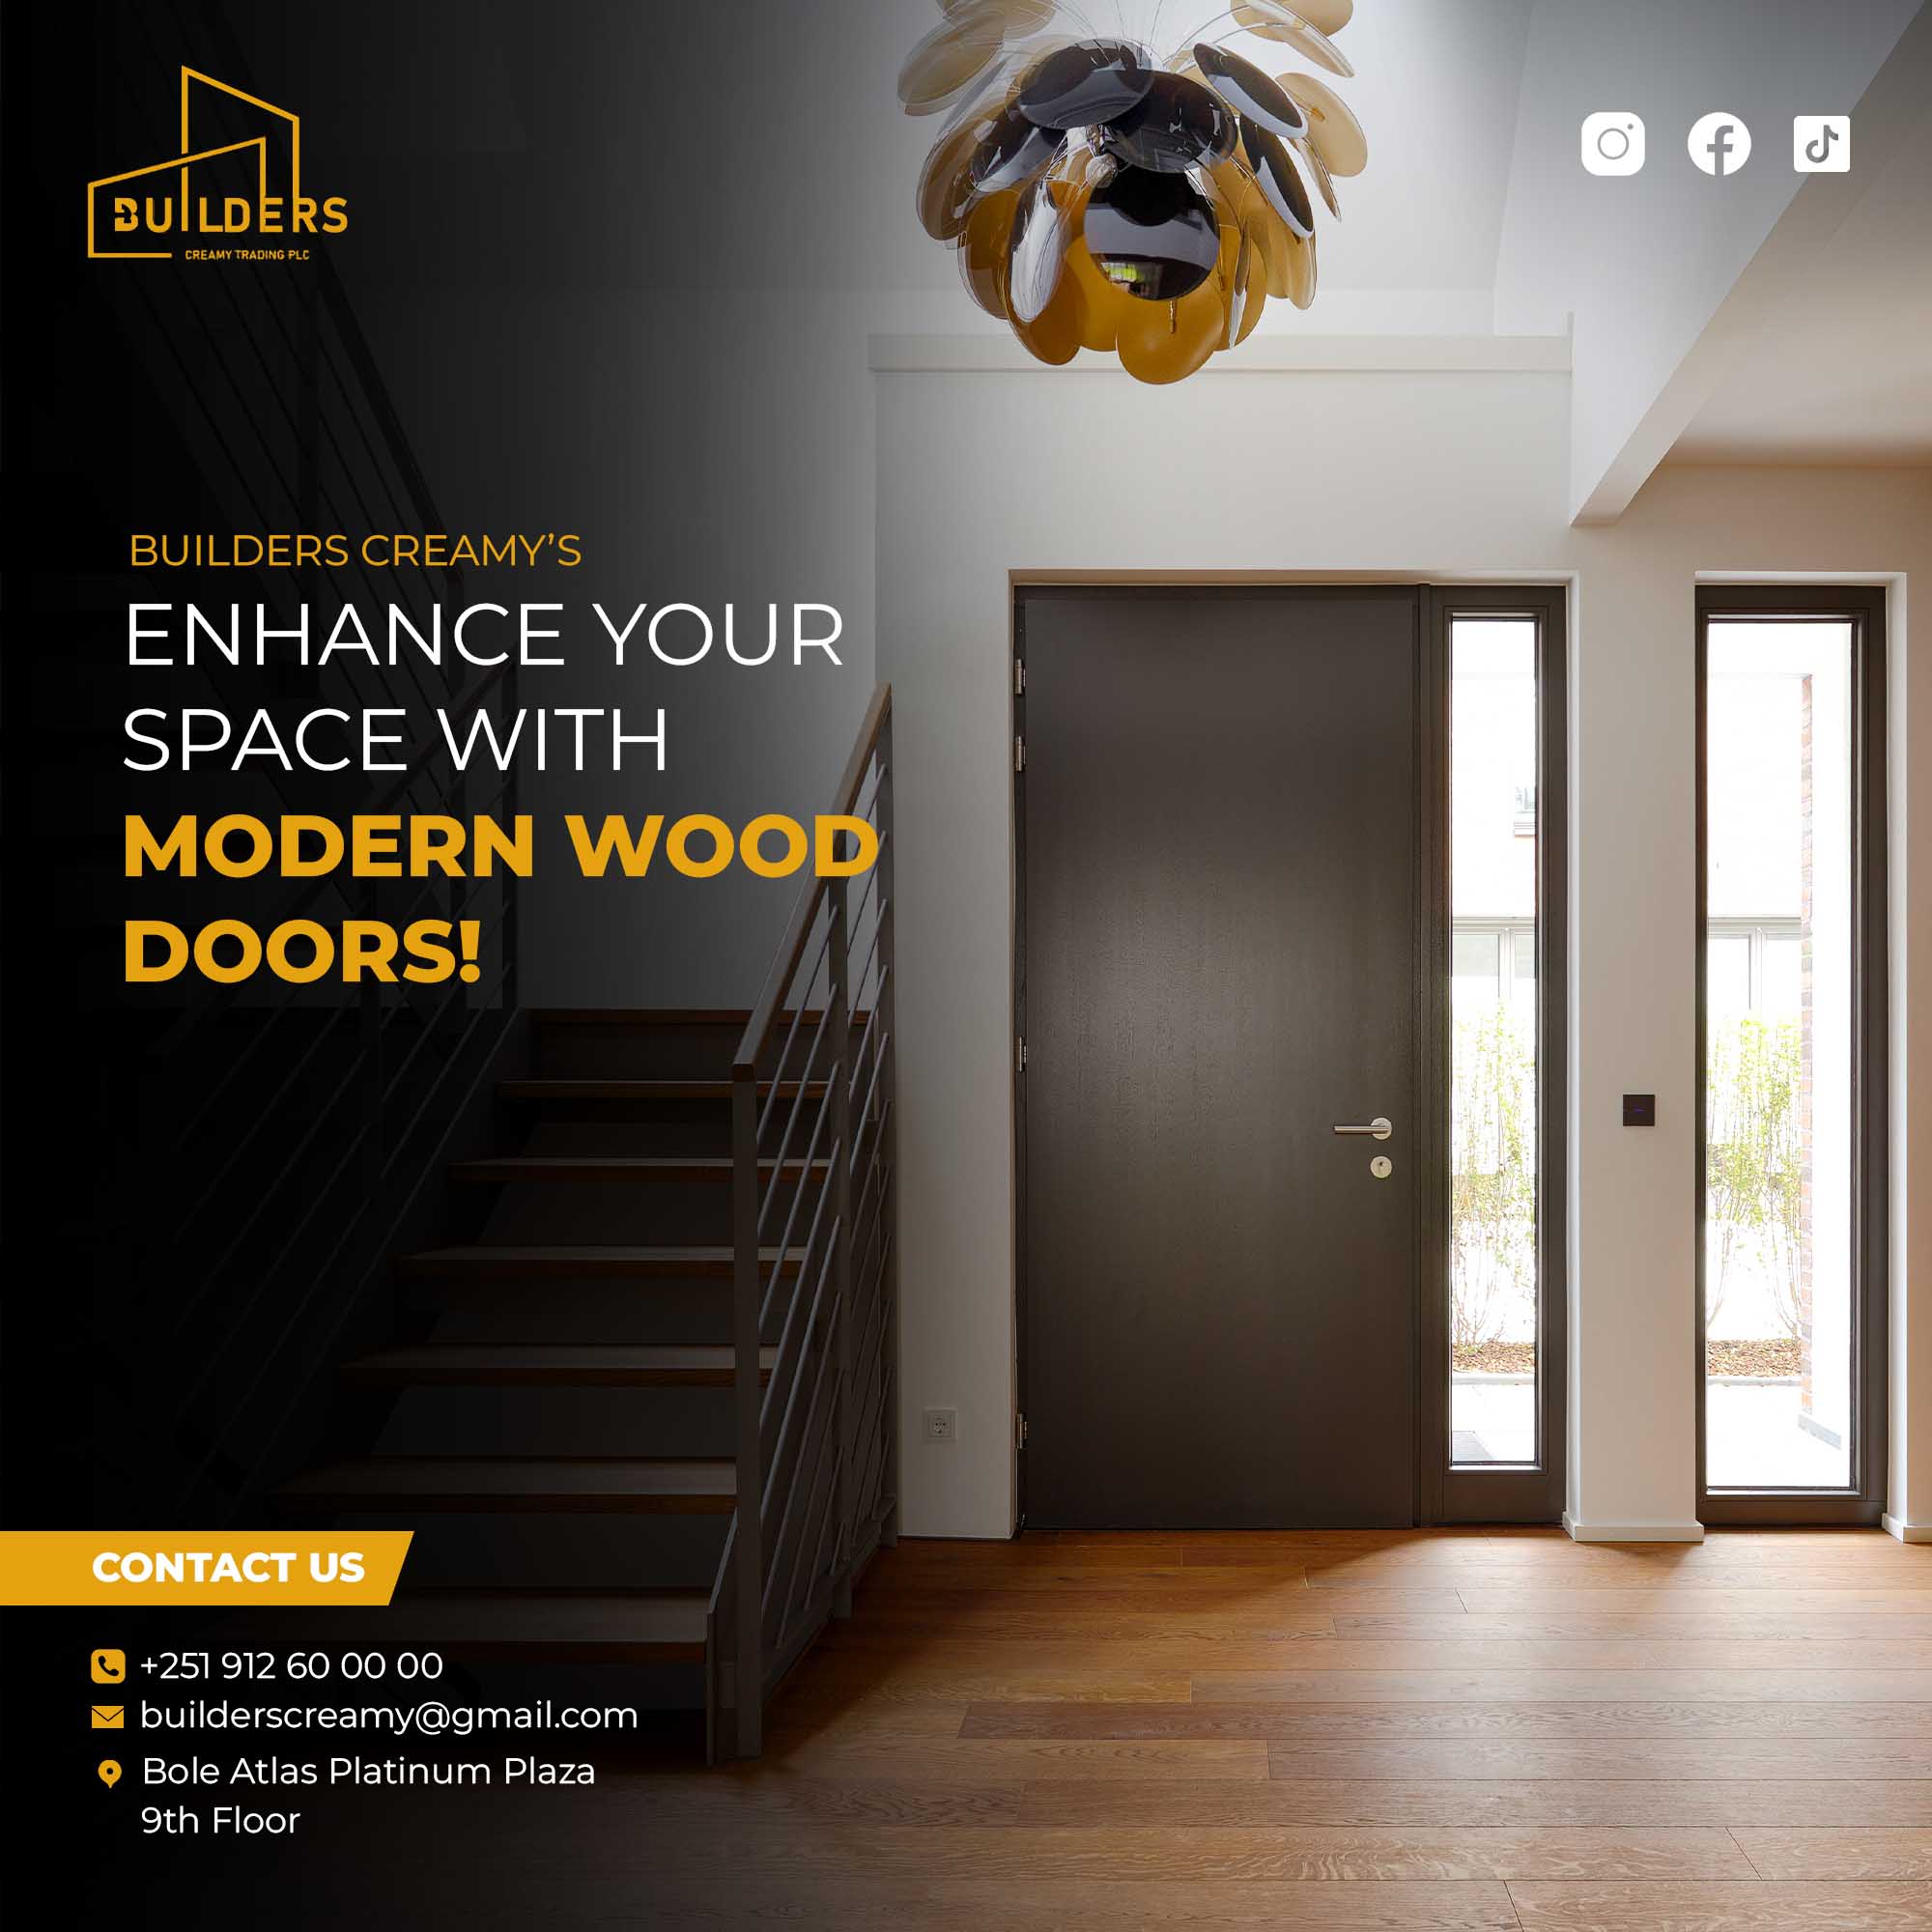 BUILDERS
CREAMY TRADING PLC
BUILDERS CREAMY’S
ENHANCE YOUR
SPACE WITH
MODERN WOOD
DOORS!
CONTACT US
+251 912 60 00 00
builderscreamy@gmail.com
Bole Atlas Platinum Plaza
9th Floor